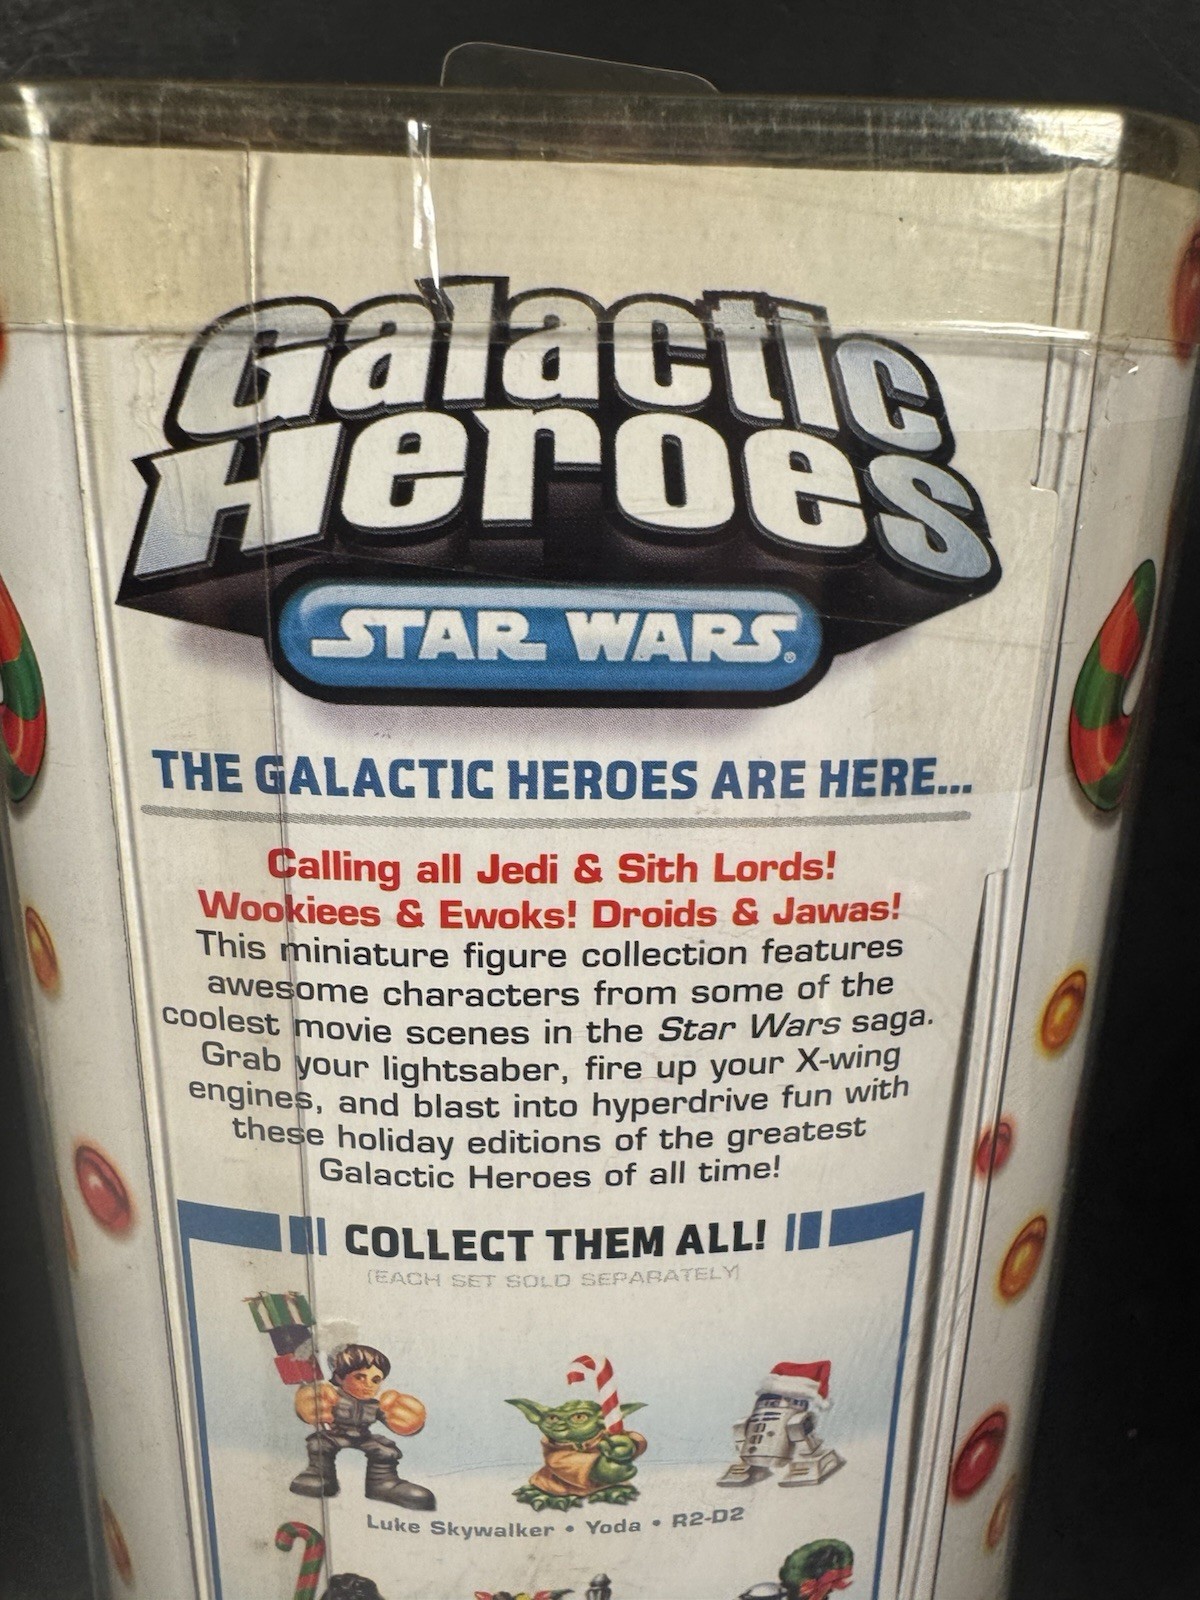 Galactic
Heroes
STAR WARS®
THE GALACTIC HEROES ARE HERE...
Calling all Jedi & Sith Lords!
Wookiees & Ewoks! Droids & Jawas!
This miniature figure collection features
awesome characters from some of the
coolest movie scenes in the Star Wars saga.
Grab your lightsaber, fire up your X-wing
engines, and blast into hyperdrive fun with
these holiday editions of the greatest
Galactic Heroes of all time!
COLLECT THEM ALL!
(EACH SET SOLD SEPARATELY)
Luke Skywalker • Yoda • R2-D2